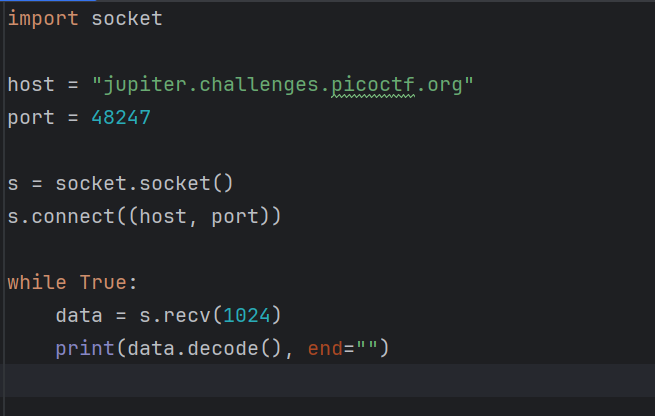 import socket
host = "jupiter.challenges.picoctf.org"
port = 48247
s = socket.socket()
s.connect((host, port))
while True:
    data = s.recv(1024)
    print(data.decode(), end="")